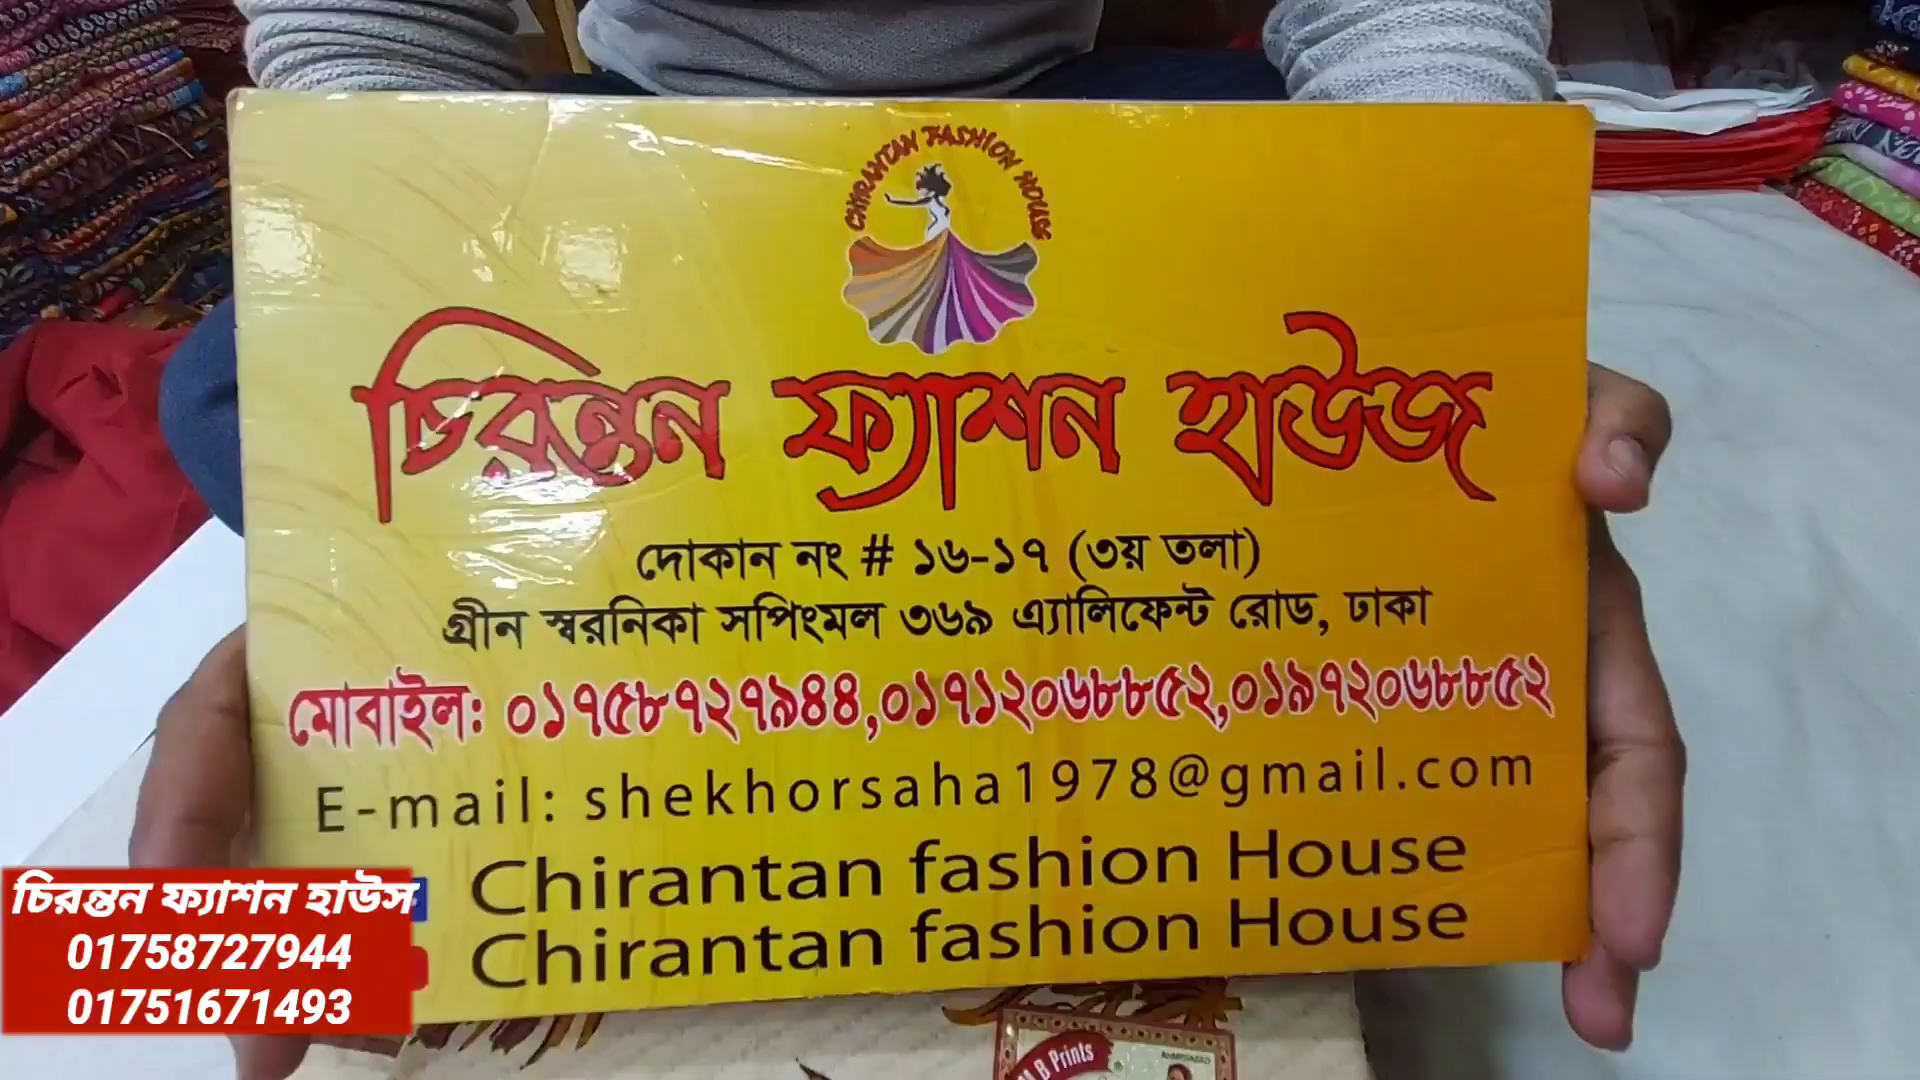 CHIRANTAN FASHION HOUSE
চিরন্তন ফ্যাশন হাউজ
দোকান নং # ১৬-১৭ (৩য় তলা)
গ্রীন স্বরনিকা সপিংমল ৩৬৯ এ্যালিফেন্ট রোড, ঢাকা
মোবাইল: ০১৭৫৮৭২৭৯৪৪,০১৭১২০৬৮৮৫২,০১৯৭২০৬৮৮৫২
E-mail: shekhorsaha1978@gmail.com
Chirantan fashion House
Chirantan fashion House
চিরন্তন ফ্যাশন হাউস
01758727944
01751671493
B Prints